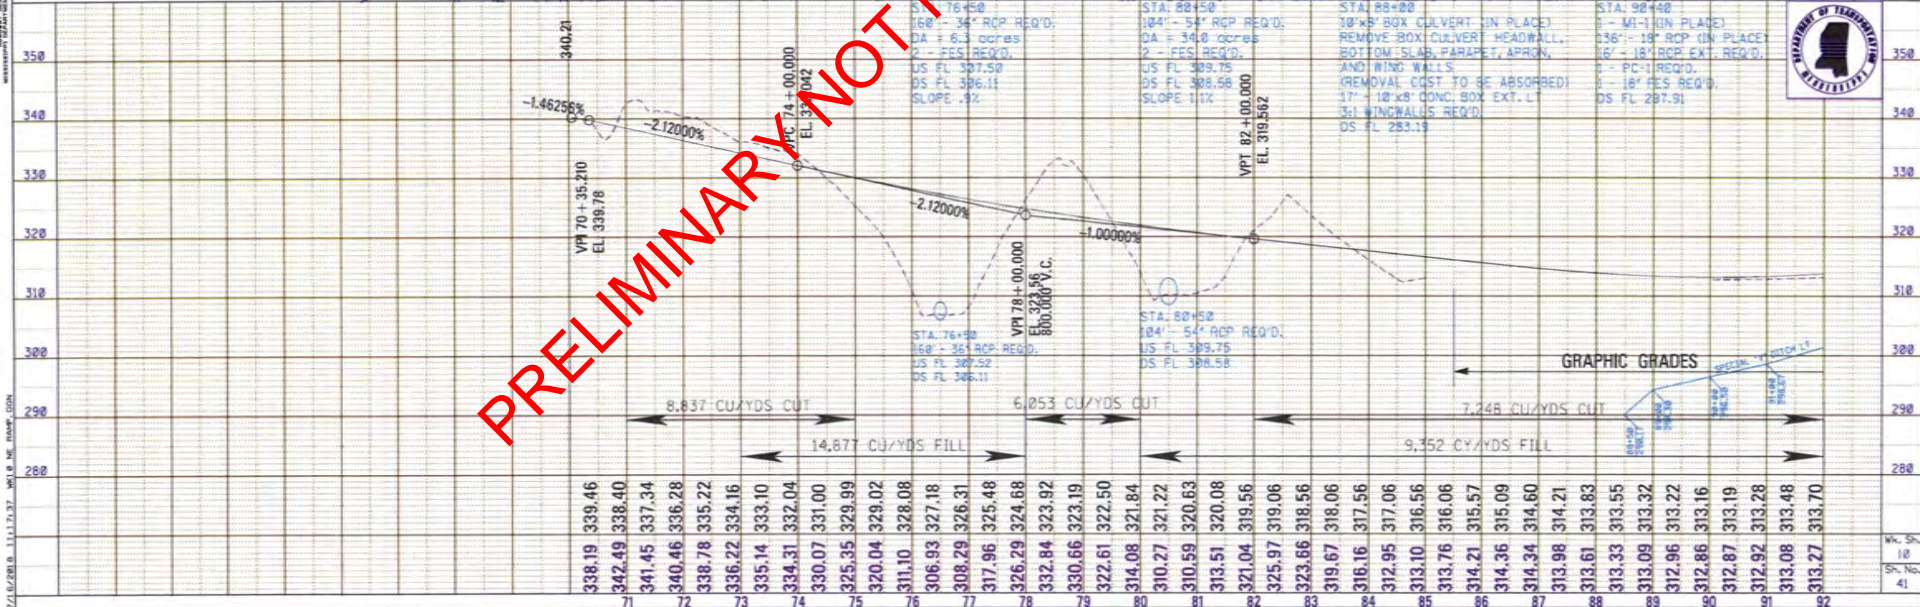 STA. 76+50
160' - 36" RCP REQ'D.
DA = 6.3 acres
2 - FES REQ'D.
US FL 307.50
DS FL 306.11
SLOPE .9%
STA. 80+50
104' - 54" RCP REQ'D.
DA = 34.0 acres
2 - FES REQ'D.
US FL 309.75
DS FL 308.58
SLOPE 1.1%
STA. 88+00
10'x8' BOX CULVERT (IN PLACE)
REMOVE BOX CULVERT HEADWALL,
BOTTOM SLAB, PARAPET, APRON,
AND WING WALLS
(REMOVAL COST TO BE ABSORBED)
17' - 10'x8' CONC. BOX EXT. LT
3:1 WINGWALLS REQ'D.
DS FL 283.19
STA. 90+40
1 - MI-1 (IN PLACE)
136' - 18" RCP (IN PLACE)
16' - 18" RCP EXT. REQ'D.
1 - PC-1 REQ'D.
1 - 18" FES REQ'D.
DS FL 297.91
350
340
330
320
310
300
290
280
350
340
330
320
310
300
290
280
340.21
-1.46256%
-2.12000%
VPI 70+35.210
EL. 339.78
VPC 74+00.000
-2.12000%
VPI 78+00.000
EL. 323.56
800.000' V.C.
-1.00000%
VPT 82+00.000
EL. 319.562
PRELIMINARY NOT
STA. 76+50
160' - 36" RCP REQ'D.
US FL 307.52
DS FL 306.11
STA. 80+50
104' - 54" RCP REQ'D.
US FL 309.75
DS FL 308.58
GRAPHIC GRADES
SPECIAL "V" DITCH LT
8,837 CU/YDS CUT
6,053 CU/YDS CUT
7,248 CU/YDS CUT
14,877 CU/YDS FILL
9,352 CY/YDS FILL
339.46 338.40 337.34 336.28 335.22 334.16 333.10 332.04 331.00 329.99 329.02 328.08 327.18 326.31 325.48 324.68 323.92 323.19 322.50 321.84 321.22 320.63 320.08 319.56 319.06 318.56 318.06 317.56 317.06 316.56 316.06 315.57 315.09 314.60 314.21 313.83 313.55 313.32 313.22 313.16 313.19 313.28 313.48 313.70
338.19 342.49 341.45 340.46 338.78 336.22 335.14 334.31 330.07 325.35 320.04 311.10 306.93 308.29 317.96 326.29 332.84 330.66 322.61 314.08 310.27 310.59 313.51 321.04 325.97 323.66 319.67 316.16 312.95 313.10 313.76 314.21 314.36 314.34 313.98 313.61 313.33 313.09 312.96 312.86 312.87 312.92 313.08 313.27
71 72 73 74 75 76 77 78 79 80 81 82 83 84 85 86 87 88 89 90 91 92
Wk. Sh.
10
Sh. No.
41